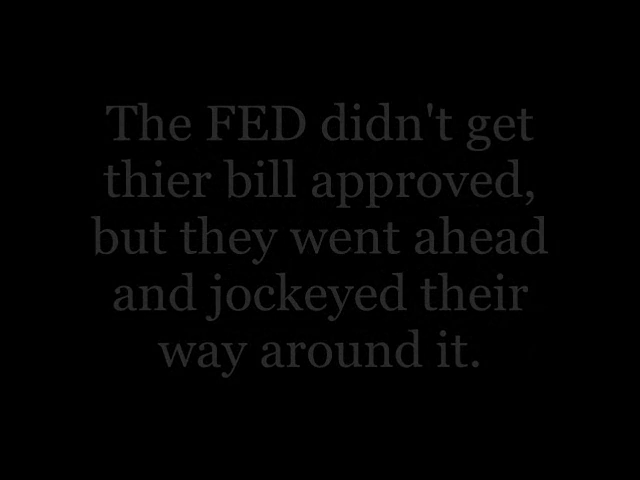 The FED didn't get
thier bill approved,
but they went ahead
and jockeyed their
way around it.